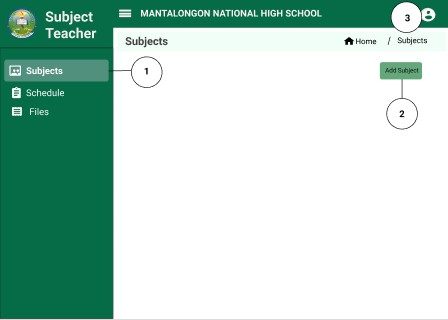 Subject
Teacher
MANTALONGON NATIONAL HIGH SCHOOL
3
Subjects
Home / Subjects
Subjects
1
Add Subject
Schedule
2
Files